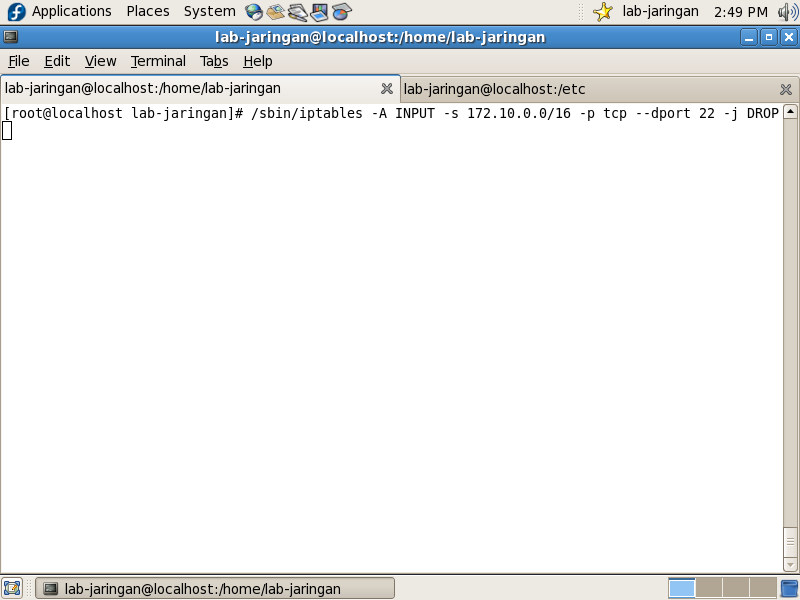 Applications Places System lab-jaringan 2:49 PM
lab-jaringan@localhost:/home/lab-jaringan
File Edit View Terminal Tabs Help
lab-jaringan@localhost:/home/lab-jaringan lab-jaringan@localhost:/etc
[root@localhost lab-jaringan]# /sbin/iptables -A INPUT -s 172.10.0.0/16 -p tcp --dport 22 -j DROP
lab-jaringan@localhost:/home/lab-jaringan